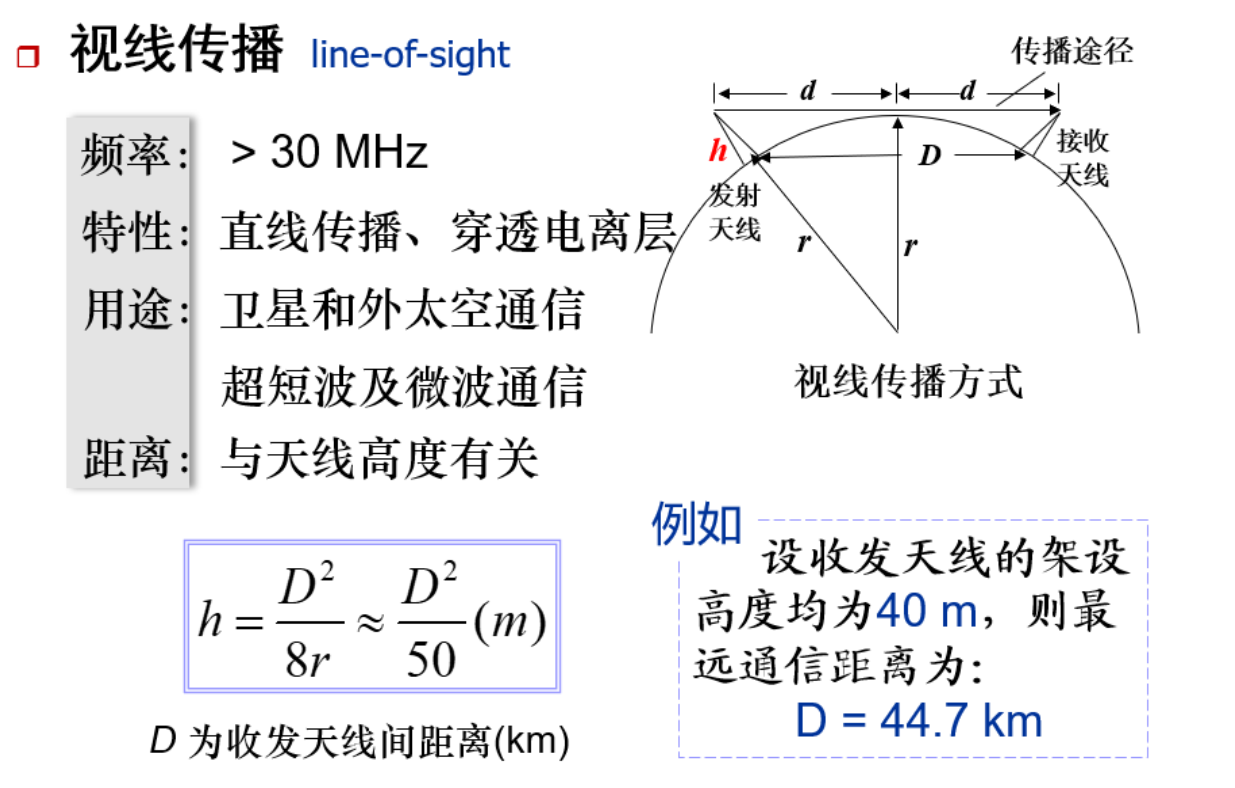 视线传播 line-of-sight
频率： > 30 MHz
特性： 直线传播、穿透电离层
用途： 卫星和外太空通信
超短波及微波通信
距离： 与天线高度有关
h = D²/8r ≈ D²/50 (m)
D 为收发天线间距离(km)
传播途径
d d
h
D
接收
天线
发射
天线
r r
视线传播方式
例如
设收发天线的架设
高度均为40 m，则最
远通信距离为：
D = 44.7 km